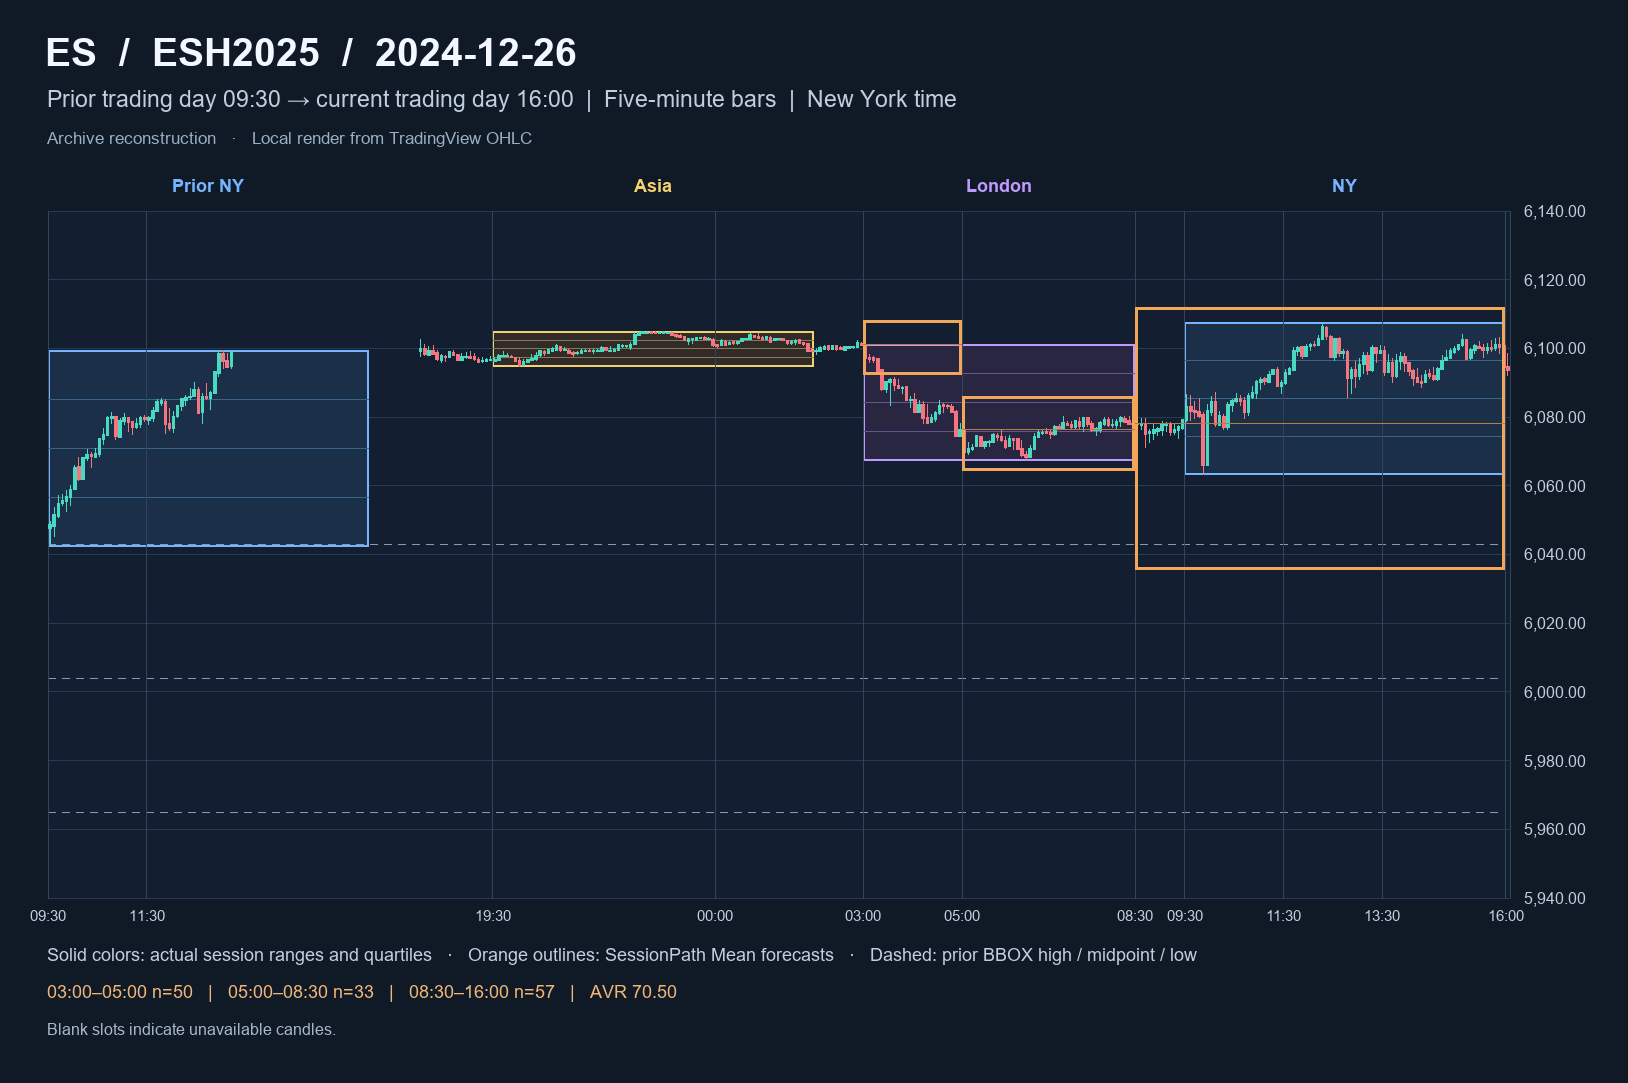 ES / ESH2025 / 2024-12-26
Prior trading day 09:30 → current trading day 16:00 | Five-minute bars | New York time
Archive reconstruction · Local render from TradingView OHLC
Prior NY Asia London NY
6,140.00
6,120.00
6,100.00
6,080.00
6,060.00
6,040.00
6,020.00
6,000.00
5,980.00
5,960.00
5,940.00
09:30 11:30 19:30 00:00 03:00 05:00 08:30 09:30 11:30 13:30 16:00
Solid colors: actual session ranges and quartiles · Orange outlines: SessionPath Mean forecasts · Dashed: prior BBOX high / midpoint / low
03:00–05:00 n=50 | 05:00–08:30 n=33 | 08:30–16:00 n=57 | AVR 70.50
Blank slots indicate unavailable candles.